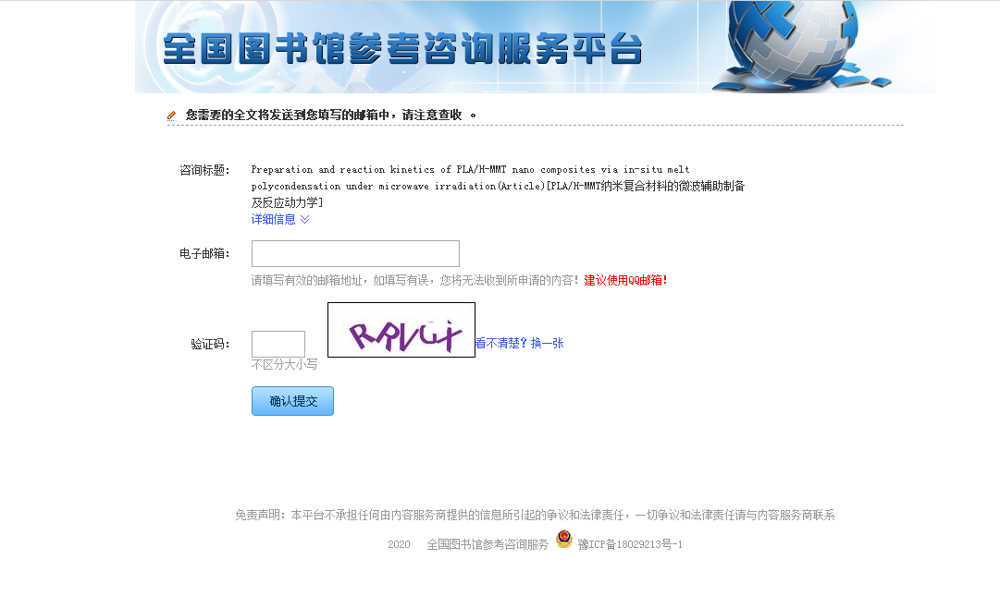 全国图书馆参考咨询服务平台
您需要的全文将发送到您填写的邮箱中，请注意查收 。
咨询标题：
Preparation and reaction kinetics of PLA/H-MMT nano composites via in-situ melt
polycondensation under microwave irradiation(Article)[PLA/H-MMT纳米复合材料的微波辅助制备
及反应动力学]
详细信息
电子邮箱：
请填写有效的邮箱地址，如填写有误，您将无法收到所申请的内容！建议使用QQ邮箱！
验证码： 看不清楚？换一张
不区分大小写
确认提交
免责声明：本平台不承担任何由内容服务商提供的信息所引起的争议和法律责任，一切争议和法律责任请与内容服务商联系
2020 全国图书馆参考咨询服务 豫ICP备18029213号-1